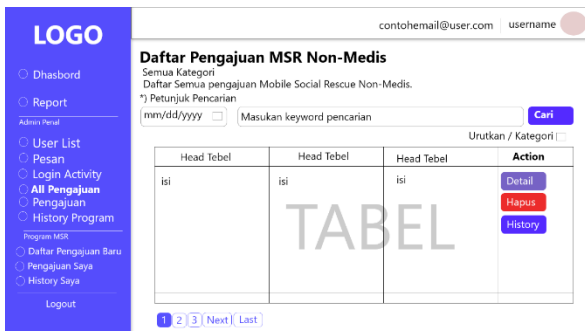 LOGO
Dhasbord
Report
Admin Penal
User List
Pesan
Login Activity
All Pengajuan
Pengajuan
History Program
Program MSR
Daftar Pengajuan Baru
Pengajuan Saya
History Saya
Logout
contohemail@user.com username
Daftar Pengajuan MSR Non-Medis
Semua Kategori
Daftar Semua pengajuan Mobile Social Rescue Non-Medis.
*) Petunjuk Pencarian
mm/dd/yyyy Masukan keyword pencarian Cari
Urutkan / Kategori
Head Tebel Head Tebel Head Tebel Action
isi isi isi Detail
Hapus
History
TABEL
1 2 3 Next Last